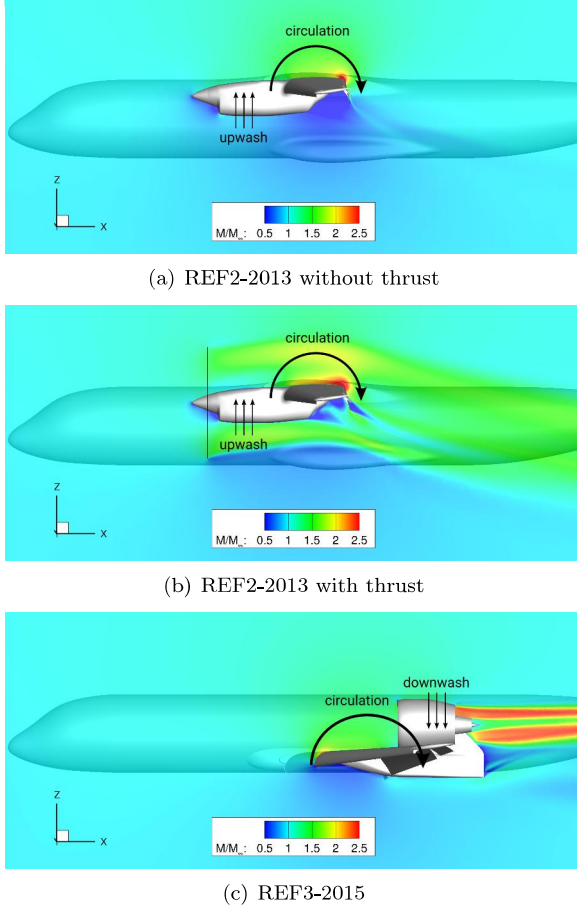 circulation
upwash
Z
X
M/M∞: 0.5 1 1.5 2 2.5
(a) REF2-2013 without thrust
circulation
upwash
Z
X
M/M∞: 0.5 1 1.5 2 2.5
(b) REF2-2013 with thrust
downwash
circulation
Z
X
M/M∞: 0.5 1 1.5 2 2.5
(c) REF3-2015